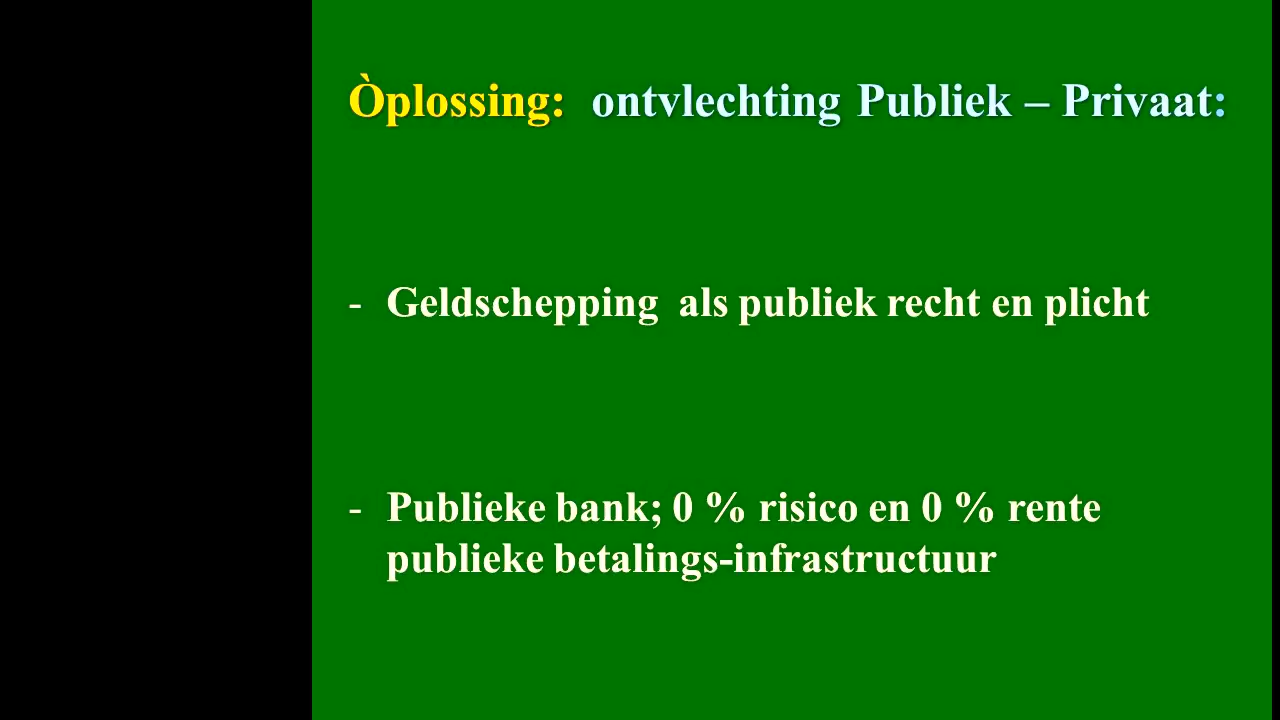 Òplossing: ontvlechting Publiek – Privaat:
- Geldschepping als publiek recht en plicht
- Publieke bank; 0 % risico en 0 % rente
publieke betalings-infrastructuur